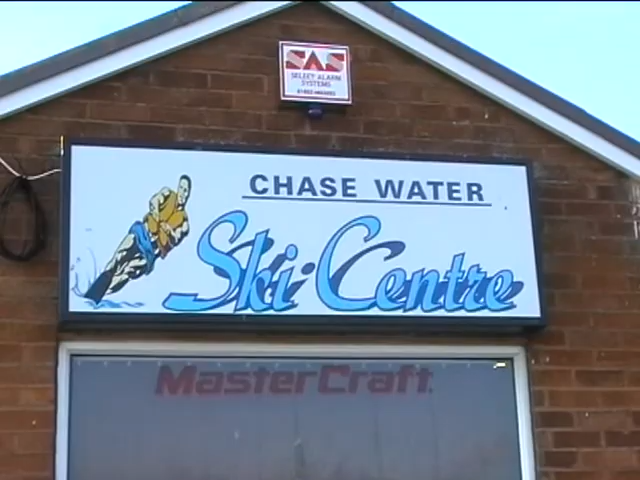 SAS
SELECT ALARM
SYSTEMS
CHASE WATER
Ski Centre
MasterCraft